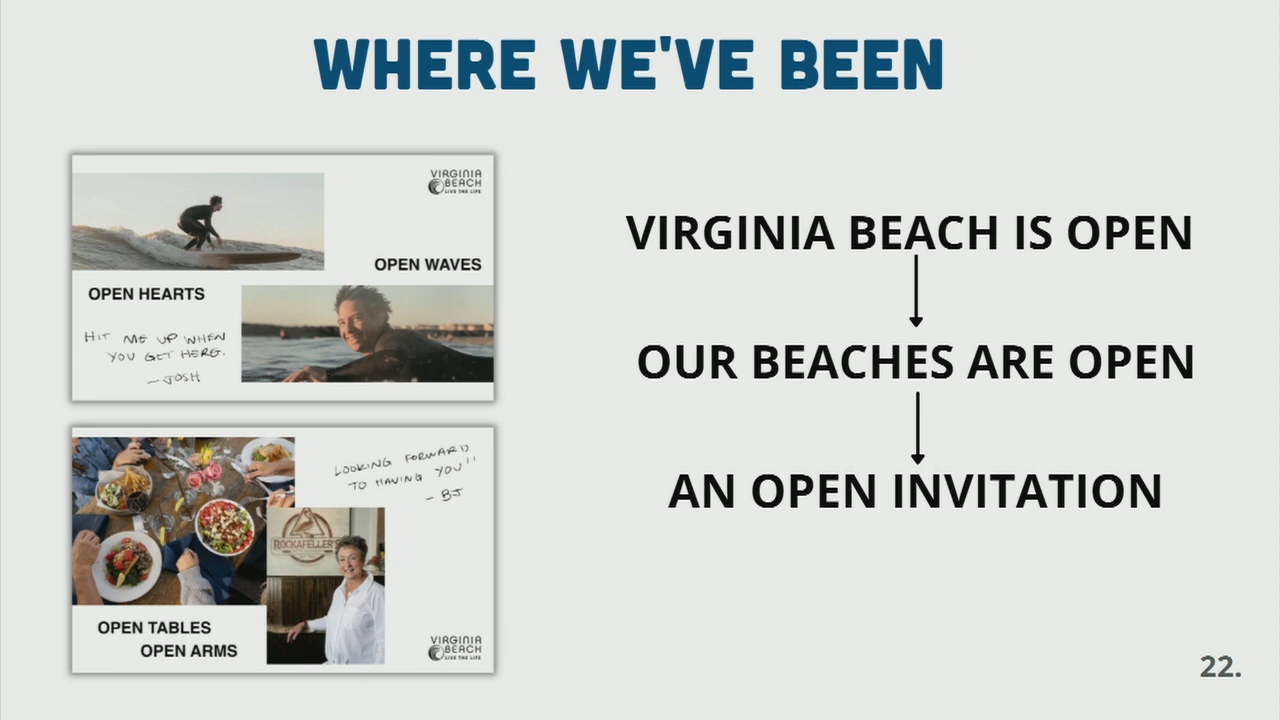 WHERE WE'VE BEEN
VIRGINIA
BEACH
LIVE THE LIFE
OPEN WAVES
OPEN HEARTS
HIT ME UP WHEN
YOU GET HERE.
—JOSH
LOOKING FORWARD
TO HAVING YOU!!
- BJ
ROCKAFELLER'S
OPEN TABLES
OPEN ARMS
VIRGINIA
BEACH
LIVE THE LIFE
VIRGINIA BEACH IS OPEN
OUR BEACHES ARE OPEN
AN OPEN INVITATION
22.